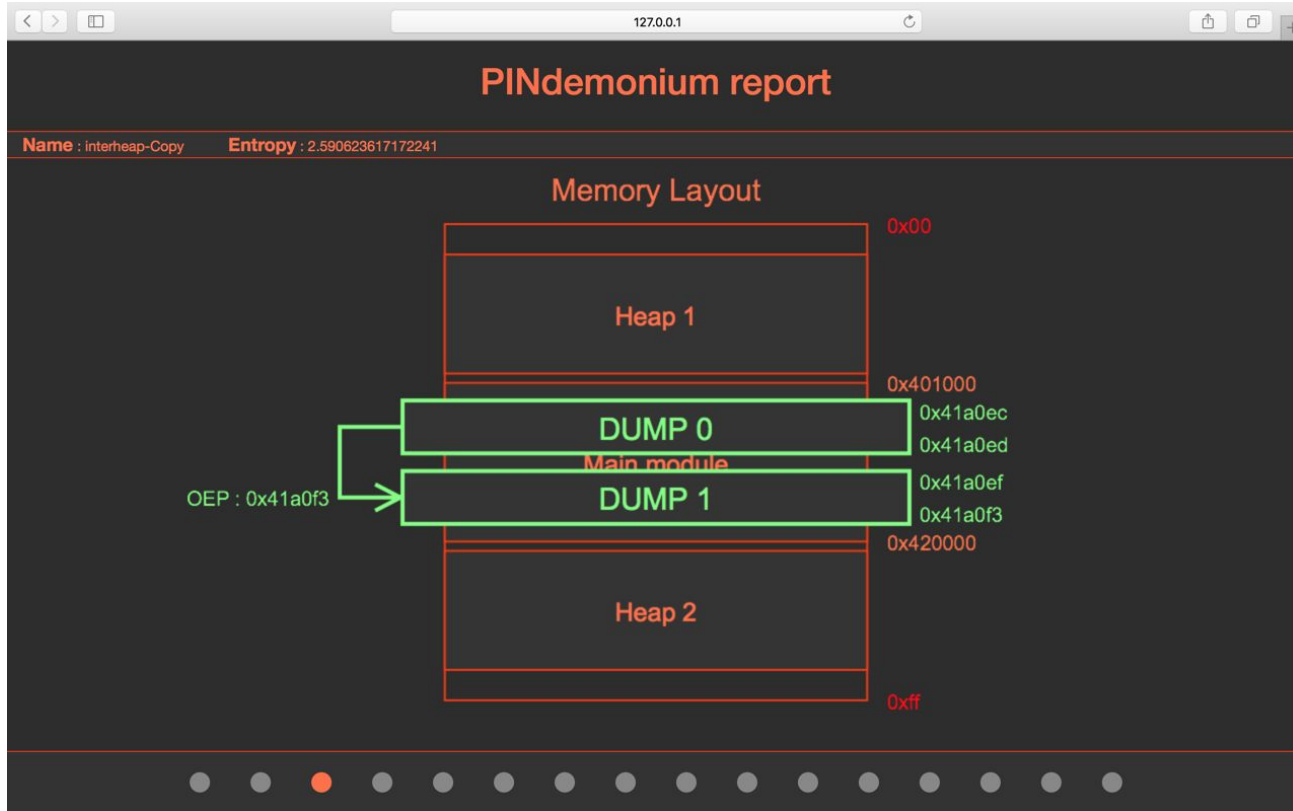 127.0.0.1
PINdemonium report
Name : interheap-Copy Entropy : 2.590623617172241
Memory Layout
0x00
Heap 1
0x401000
DUMP 0
0x41a0ec
0x41a0ed
Main module
OEP : 0x41a0f3
DUMP 1
0x41a0ef
0x41a0f3
0x420000
Heap 2
0xff